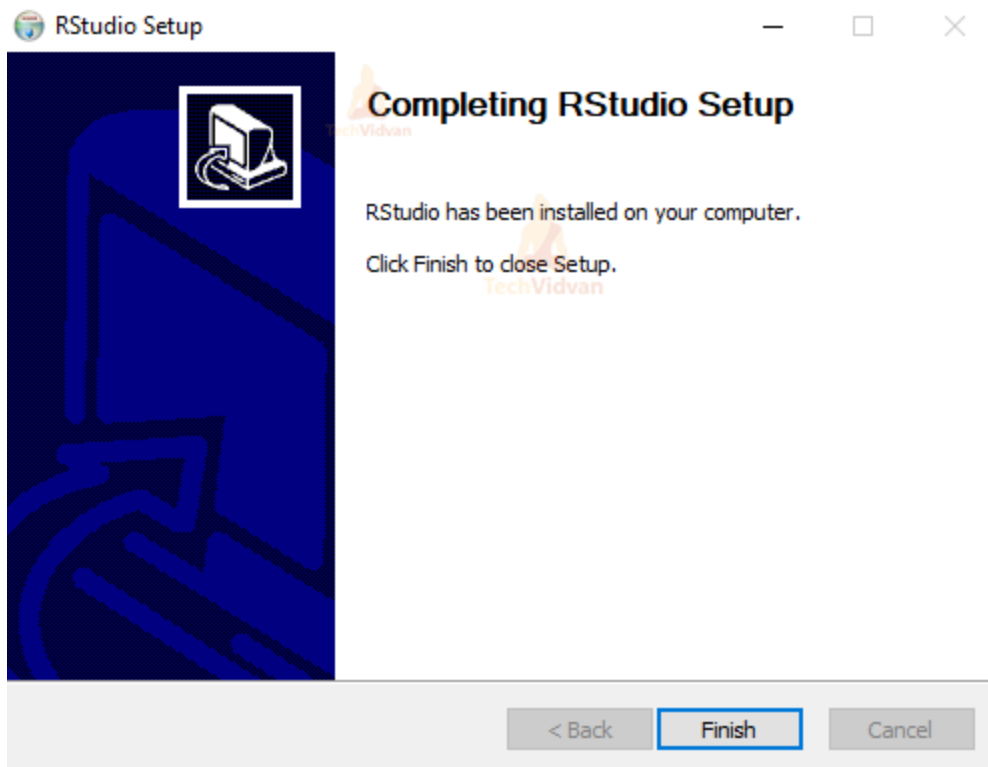 RStudio Setup
Completing RStudio Setup
TechVidvan
RStudio has been installed on your computer.
Click Finish to close Setup.
TechVidvan
< Back
Finish
Cancel